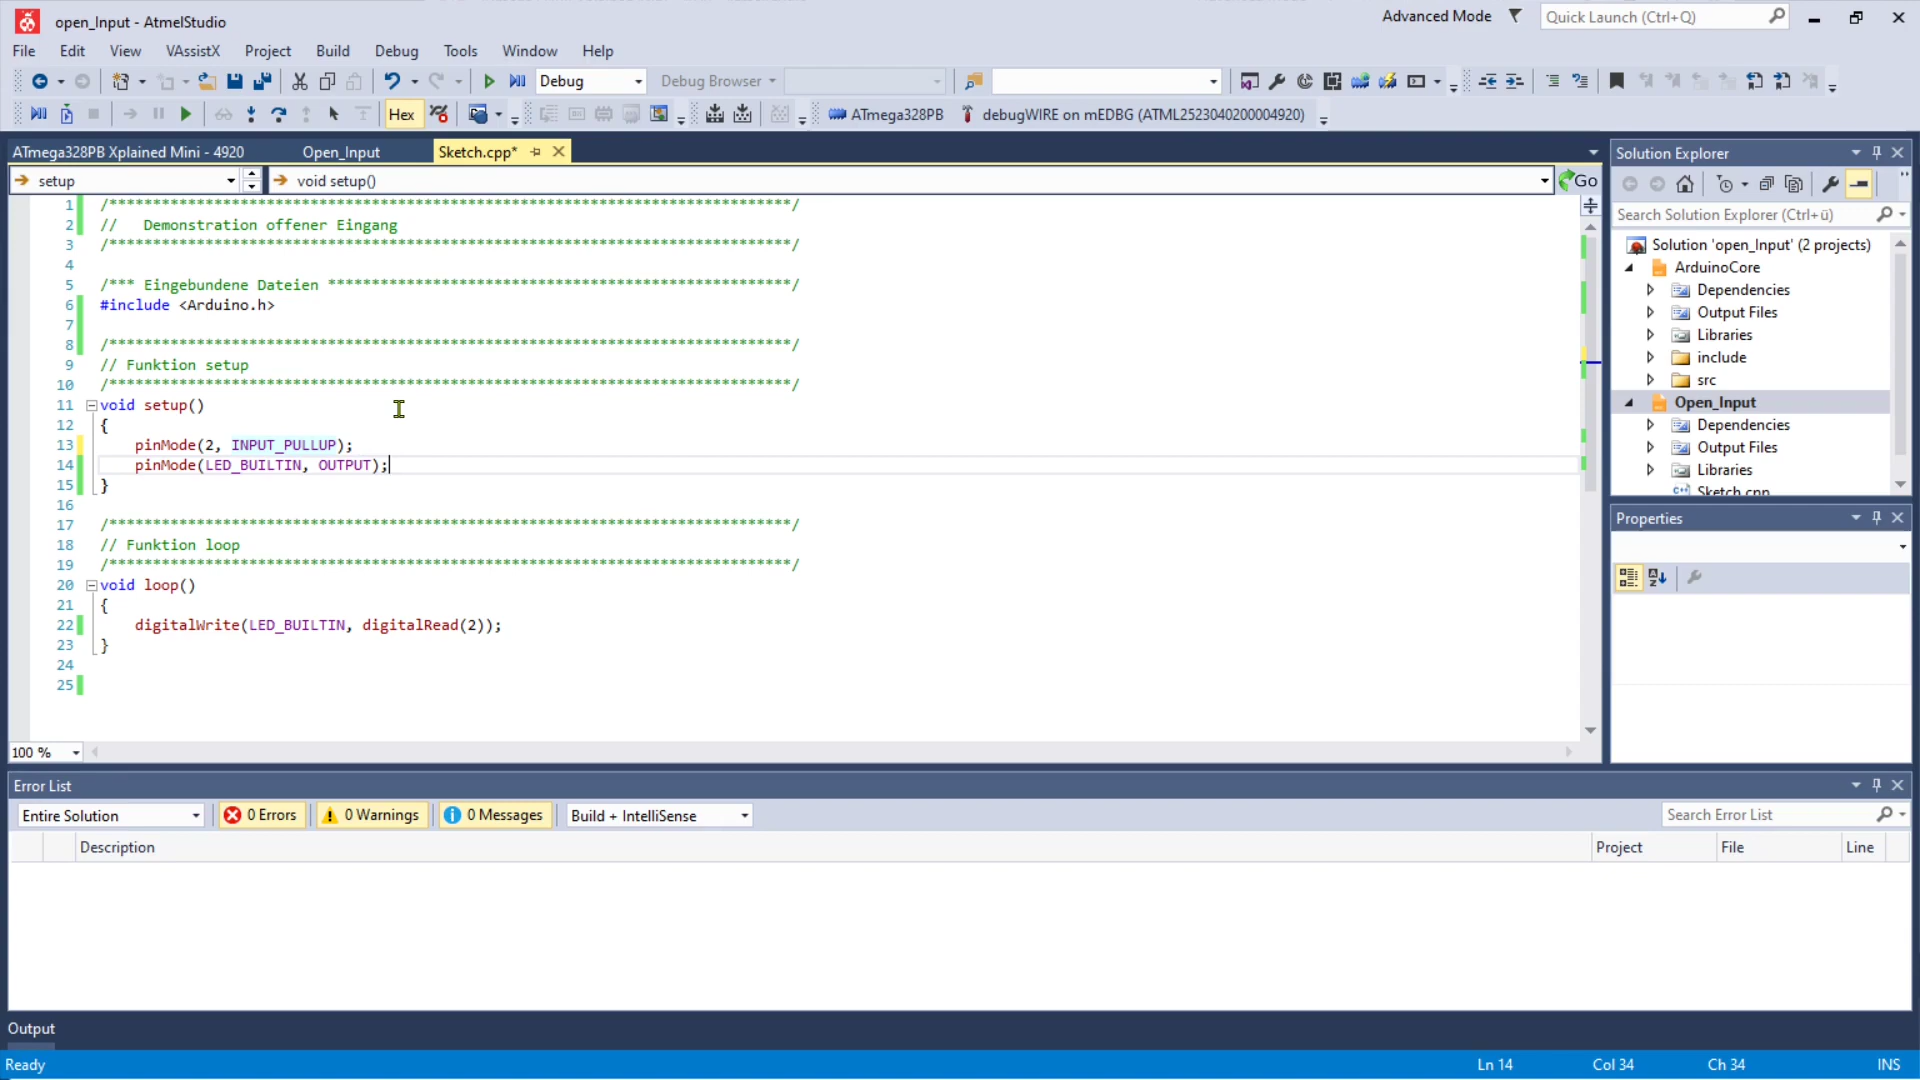 open_Input - AtmelStudio
Advanced Mode
Quick Launch (Ctrl+Q)
File Edit View VAssistX Project Build Debug Tools Window Help
Debug Debug Browser
Hex ATmega328PB debugWIRE on mEDBG (ATML2523040200004920)
ATmega328PB Xplained Mini - 4920 Open_Input Sketch.cpp*
setup void setup() Go
1 /******************************************************************************/
2 //   Demonstration offener Eingang
3 /******************************************************************************/
4
5 /*** Eingebundene Dateien *****************************************************/
6 #include <Arduino.h>
7
8 /******************************************************************************/
9 // Funktion setup
10 /******************************************************************************/
11 void setup()
12 {
13     pinMode(2, INPUT_PULLUP);
14     pinMode(LED_BUILTIN, OUTPUT);
15 }
16
17 /******************************************************************************/
18 // Funktion loop
19 /******************************************************************************/
20 void loop()
21 {
22     digitalWrite(LED_BUILTIN, digitalRead(2));
23 }
24
25
100 %
Solution Explorer
Search Solution Explorer (Ctrl+ü)
Solution 'open_Input' (2 projects)
ArduinoCore
Dependencies
Output Files
Libraries
include
src
Open_Input
Dependencies
Output Files
Libraries
Sketch.cpp
Properties
Error List
Entire Solution 0 Errors 0 Warnings 0 Messages Build + IntelliSense Search Error List
Description Project File Line
Output
Ready Ln 14 Col 34 Ch 34 INS